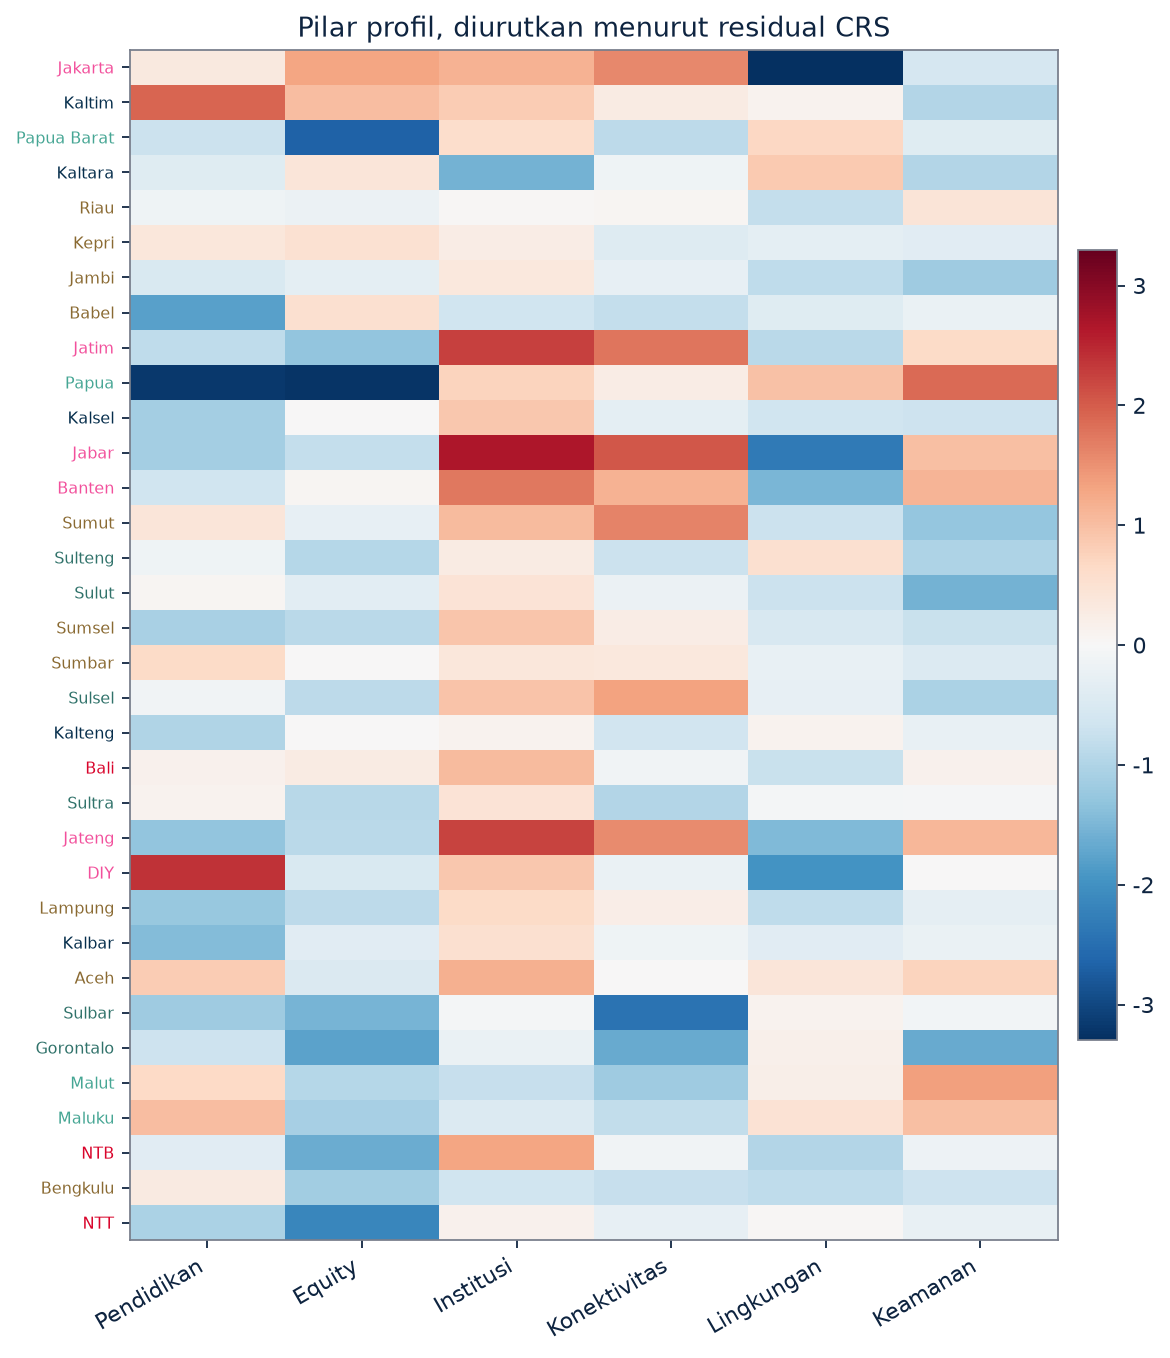 Pilar profil, diurutkan menurut residual CRS
Jakarta
Kaltim
Papua Barat
Kaltara
Riau
Kepri
Jambi
Babel
Jatim
Papua
Kalsel
Jabar
Banten
Sumut
Sulteng
Sulut
Sumsel
Sumbar
Sulsel
Kalteng
Bali
Sultra
Jateng
DIY
Lampung
Kalbar
Aceh
Sulbar
Gorontalo
Malut
Maluku
NTB
Bengkulu
NTT
Pendidikan
Equity
Institusi
Konektivitas
Lingkungan
Keamanan
3
2
1
0
-1
-2
-3